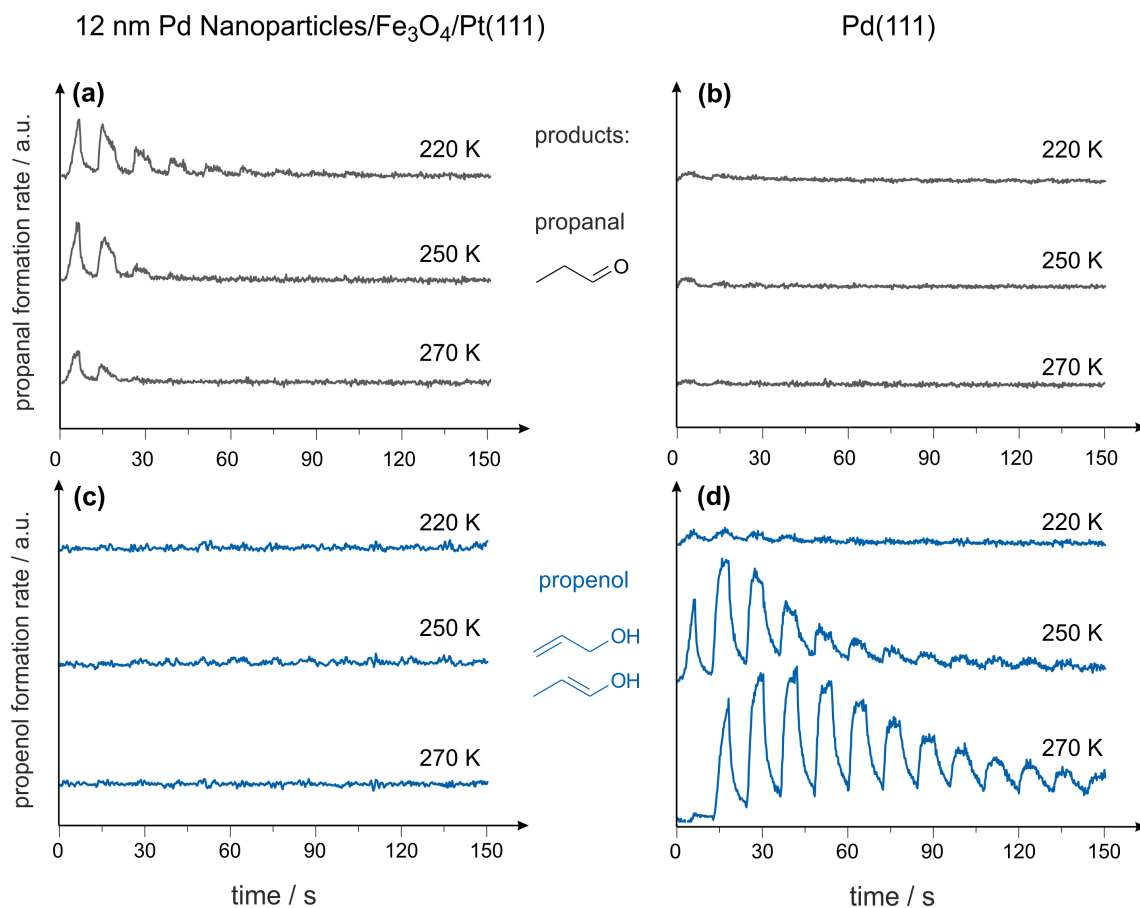 12 nm Pd Nanoparticles/Fe₃O₄/Pt(111)
Pd(111)
propanal formation rate / a.u.
(a)
220 K
250 K
270 K
0 30 60 90 120 150
products:
propanal
O
(b)
220 K
250 K
270 K
0 30 60 90 120 150
propenol formation rate / a.u.
(c)
220 K
250 K
270 K
0 30 60 90 120 150
time / s
propenol
OH
OH
(d)
220 K
250 K
270 K
0 30 60 90 120 150
time / s